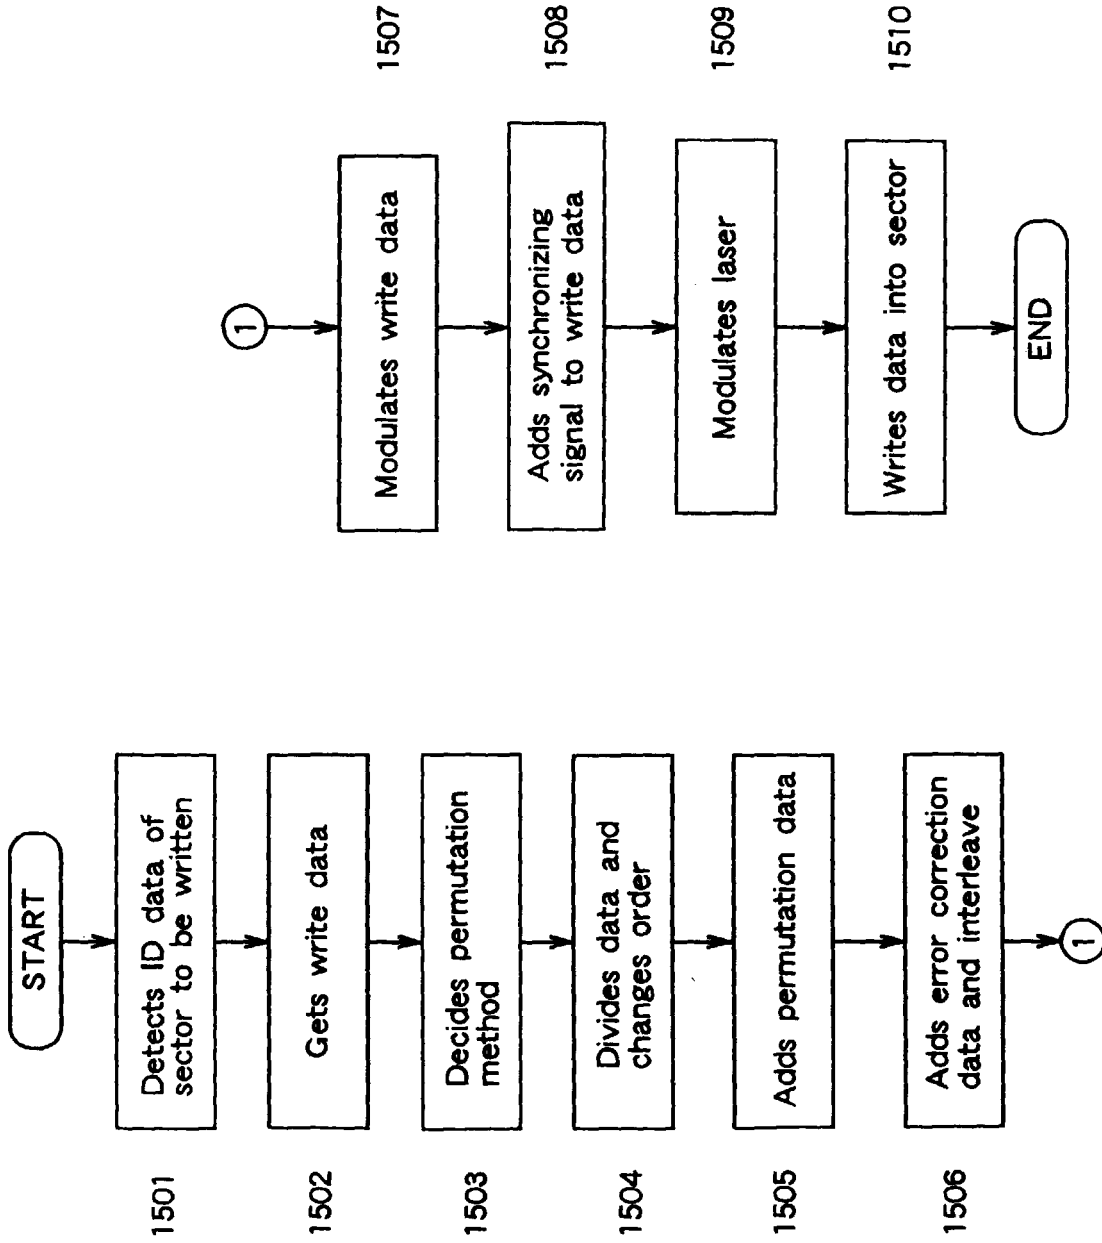 START
1501
Detects ID data of
sector to be written
1502
Gets write data
1503
Decides permutation
method
1504
Divides data and
changes order
1505
Adds permutation data
1506
Adds error correction
data and interleave
1
1
Modulates write data
1507
Adds synchronizing
signal to write data
1508
Modulates laser
1509
Writes data into sector
1510
END